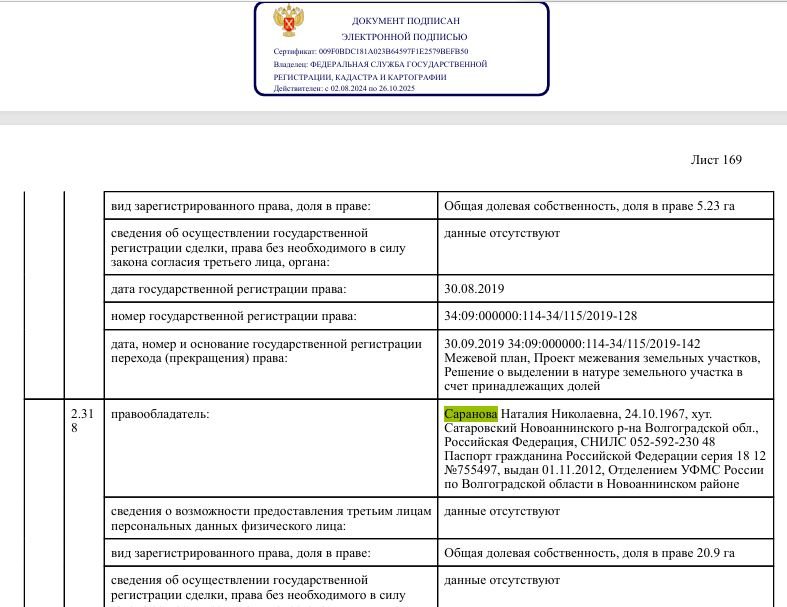 ДОКУМЕНТ ПОДПИСАН
ЭЛЕКТРОННОЙ ПОДПИСЬЮ
Сертификат: 009F0BDC181A023B64597F1E2579BEFB50
Владелец: ФЕДЕРАЛЬНАЯ СЛУЖБА ГОСУДАРСТВЕННОЙ
РЕГИСТРАЦИИ, КАДАСТРА И КАРТОГРАФИИ
Действителен: с 02.08.2024 по 26.10.2025
Лист 169
вид зарегистрированного права, доля в праве:
Общая долевая собственность, доля в праве 5.23 га
сведения об осуществлении государственной
регистрации сделки, права без необходимого в силу
закона согласия третьего лица, органа:
данные отсутствуют
дата государственной регистрации права:
30.08.2019
номер государственной регистрации права:
34:09:000000:114-34/115/2019-128
дата, номер и основание государственной регистрации
перехода (прекращения) права:
30.09.2019 34:09:000000:114-34/115/2019-142
Межевой план, Проект межевания земельных участков,
Решение о выделении в натуре земельного участка в
счет принадлежащих долей
2.31
8
правообладатель:
Саранова Наталия Николаевна, 24.10.1967, хут.
Сатаровский Новоаннинского р-на Волгоградской обл.,
Российская Федерация, СНИЛС 052-592-230 48
Паспорт гражданина Российской Федерации серия 18 12
№755497, выдан 01.11.2012, Отделением УФМС России
по Волгоградской области в Новоаннинском районе
сведения о возможности предоставления третьим лицам
персональных данных физического лица:
данные отсутствуют
вид зарегистрированного права, доля в праве:
Общая долевая собственность, доля в праве 20.9 га
сведения об осуществлении государственной
регистрации сделки, права без необходимого в силу
данные отсутствуют